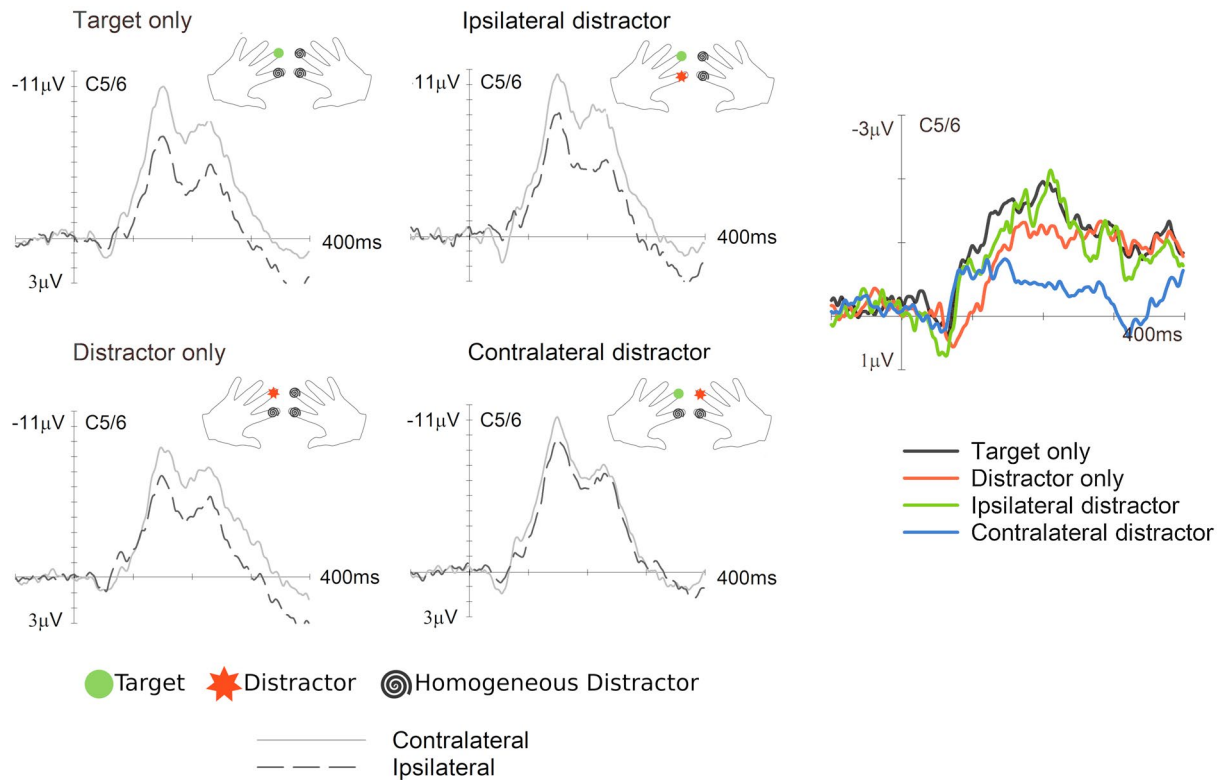 Target only
-11μV
C5/6
400ms
3μV
Ipsilateral distractor
-11μV
C5/6
400ms
3μV
Distractor only
-11μV
C5/6
400ms
3μV
Contralateral distractor
-11μV
C5/6
400ms
3μV
Target
Distractor
Homogeneous Distractor
Contralateral
Ipsilateral
-3μV
C5/6
400ms
1μV
Target only
Distractor only
Ipsilateral distractor
Contralateral distractor